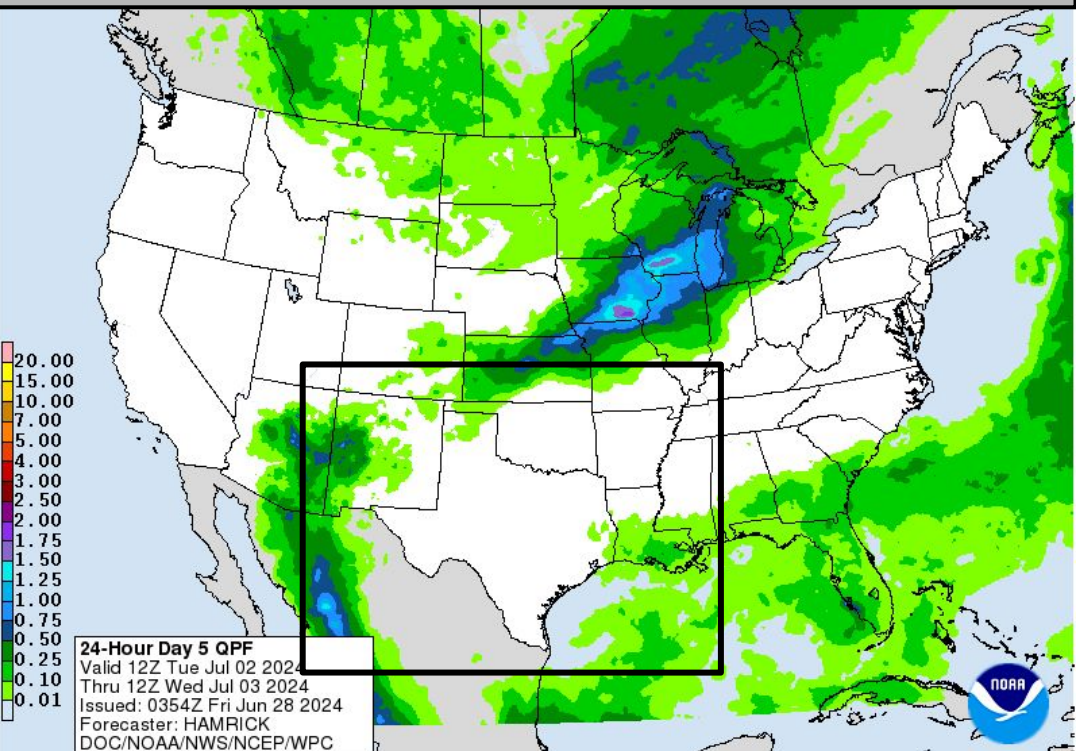 20.00
15.00
10.00
7.00
5.00
4.00
3.00
2.50
2.00
1.75
1.50
1.25
1.00
0.75
0.50
0.25
0.10
0.01
24-Hour Day 5 QPF
Valid 12Z Tue Jul 02 2024
Thru 12Z Wed Jul 03 2024
Issued: 0354Z Fri Jun 28 2024
Forecaster: HAMRICK
DOC/NOAA/NWS/NCEP/WPC
NOAA